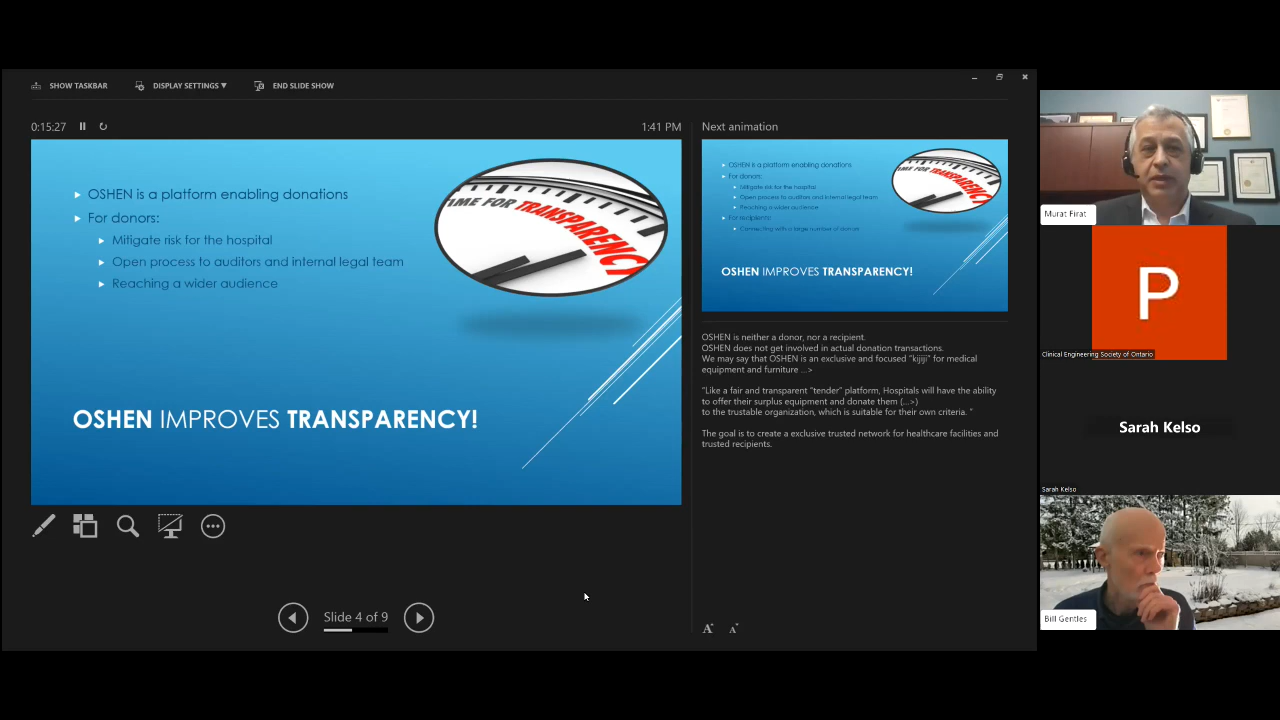 SHOW TASKBAR
DISPLAY SETTINGS ▼
END SLIDE SHOW
0:15:27
1:41 PM
OSHEN is a platform enabling donations
For donors:
Mitigate risk for the hospital
Open process to auditors and internal legal team
Reaching a wider audience
TIME FOR TRANSPARENCY
OSHEN IMPROVES TRANSPARENCY!
Slide 4 of 9
Next animation
OSHEN is a platform enabling donations
For donors:
Mitigate risk for the hospital
Open process to auditors and internal legal team
Reaching a wider audience
For recipients:
Connecting with a large number of donors
TIME FOR TRANSPARENCY
OSHEN IMPROVES TRANSPARENCY!
OSHEN is neither a donor, nor a recipient.
OSHEN does not get involved in actual donation transactions.
We may say that OSHEN is an exclusive and focused "kijiji" for medical
equipment and furniture ...>
"Like a fair and transparent "tender" platform, Hospitals will have the ability
to offer their surplus equipment and donate them (...>)
to the trustable organization, which is suitable for their own criteria. "
The goal is to create a exclusive trusted network for healthcare facilities and
trusted recipients.
A A
Murat Firat
P
Clinical Engineering Society of Ontario
Sarah Kelso
Sarah Kelso
Bill Gentles